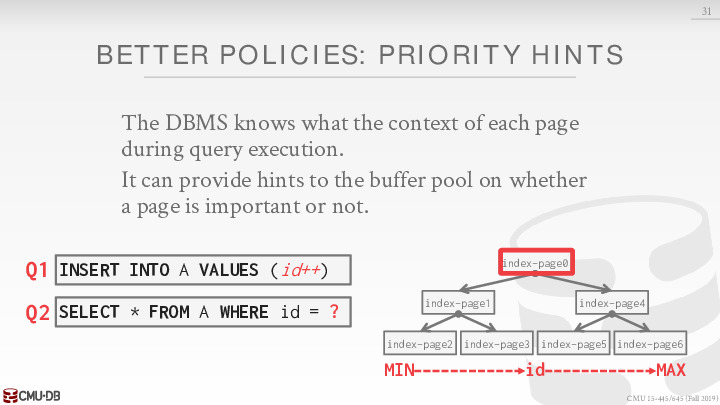 31
BETTER POLICIES: PRIORITY HINTS
The DBMS knows what the context of each page
during query execution.
It can provide hints to the buffer pool on whether
a page is important or not.
Q1 INSERT INTO A VALUES (id++)
Q2 SELECT * FROM A WHERE id = ?
index-page0
index-page1 index-page4
index-page2 index-page3 index-page5 index-page6
MIN id MAX
CMU·DB
CMU 15-445/645 (Fall 2019)